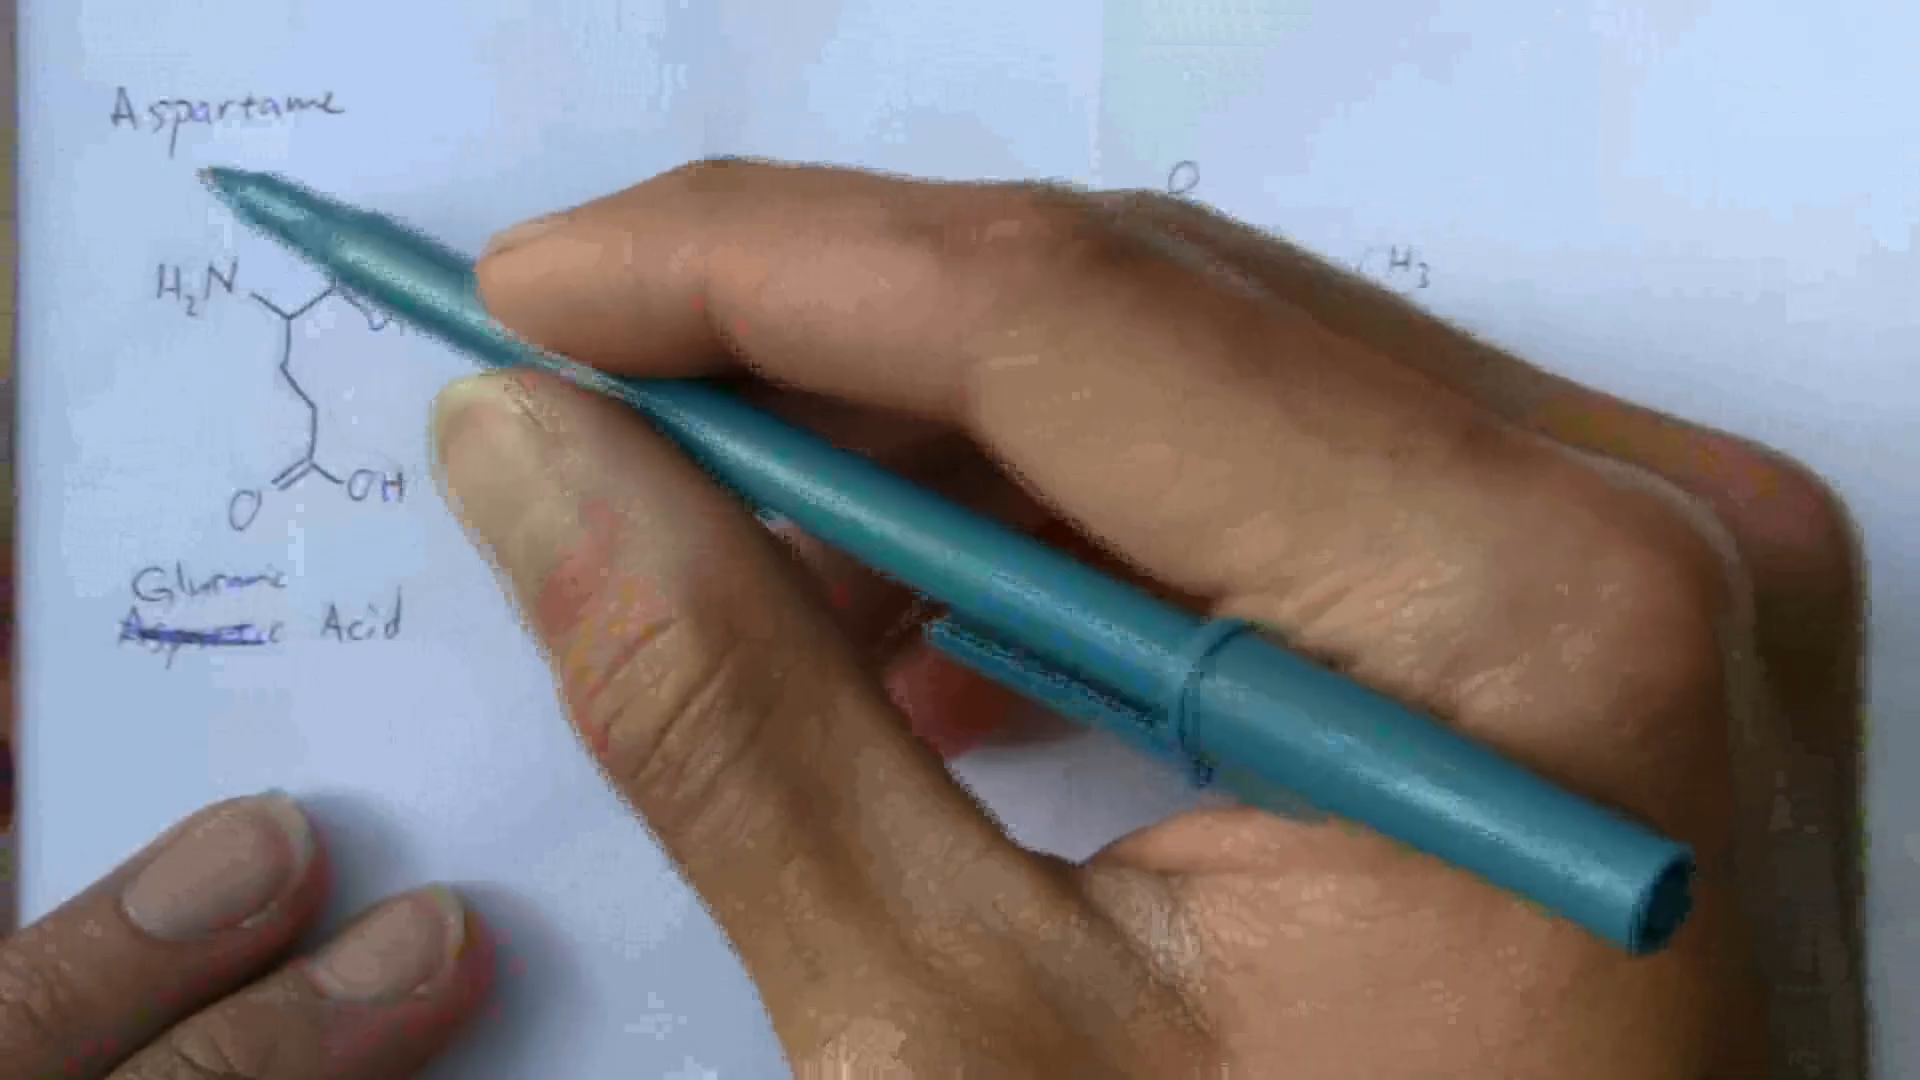 Aspartame
O
CH3
H2N
O
OH
Glutamic
Aspartic Acid